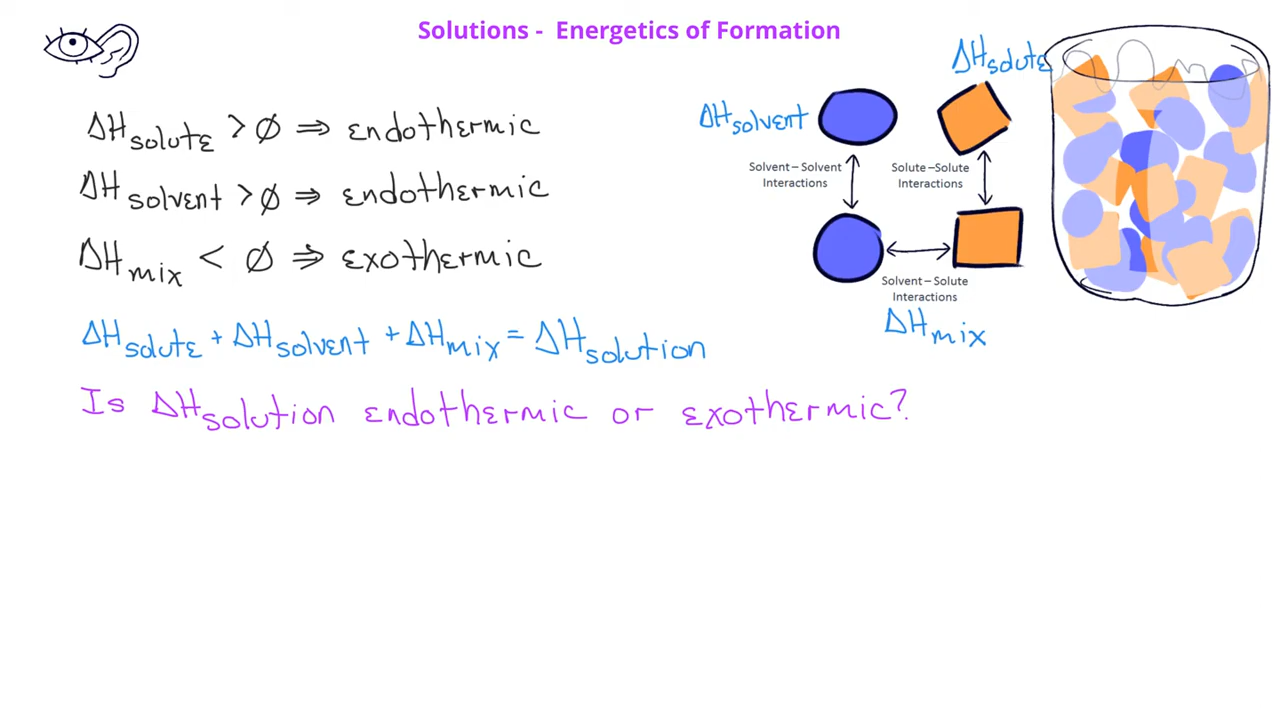 Solutions - Energetics of Formation
ΔHsolute > ∅ ⇒ endothermic
ΔHsolvent > ∅ ⇒ endothermic
ΔHmix < ∅ ⇒ exothermic
ΔHsolute + ΔHsolvent + ΔHmix = ΔHsolution
Is ΔHsolution endothermic or exothermic?
ΔHsolute
ΔHsolvent
Solvent – Solvent
Interactions
Solute –Solute
Interactions
Solvent – Solute
Interactions
ΔHmix